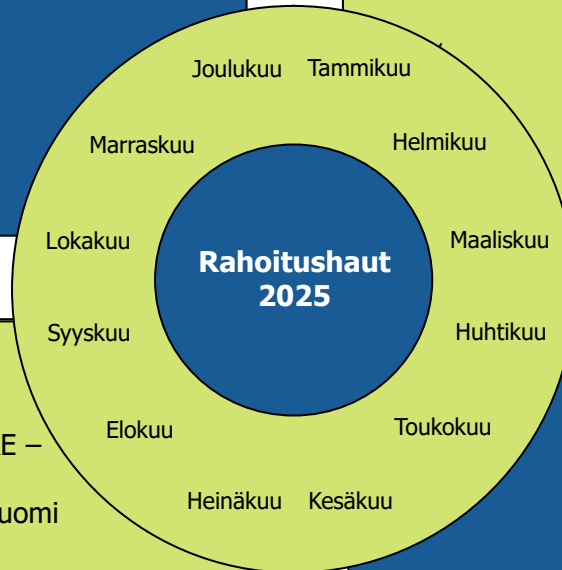 Joulukuu Tammikuu
Marraskuu Helmikuu
Lokakuu Maaliskuu
Rahoitushaut
2025
Syyskuu Huhtikuu
Elokuu Toukokuu
E –
Heinäkuu Kesäkuu
uomi